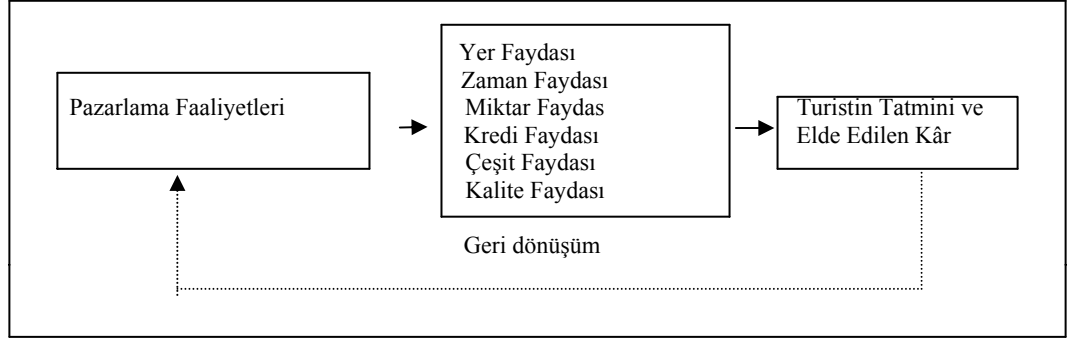 Pazarlama Faaliyetleri
Yer Faydası
Zaman Faydası
Miktar Faydas
Kredi Faydası
Çeşit Faydası
Kalite Faydası
Turistin Tatmini ve
Elde Edilen Kâr
Geri dönüşüm